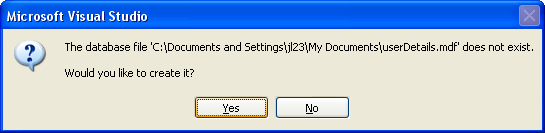 Microsoft Visual Studio
The database file 'C:\Documents and Settings\jl23\My Documents\userDetails.mdf' does not exist.
Would you like to create it?
Yes No